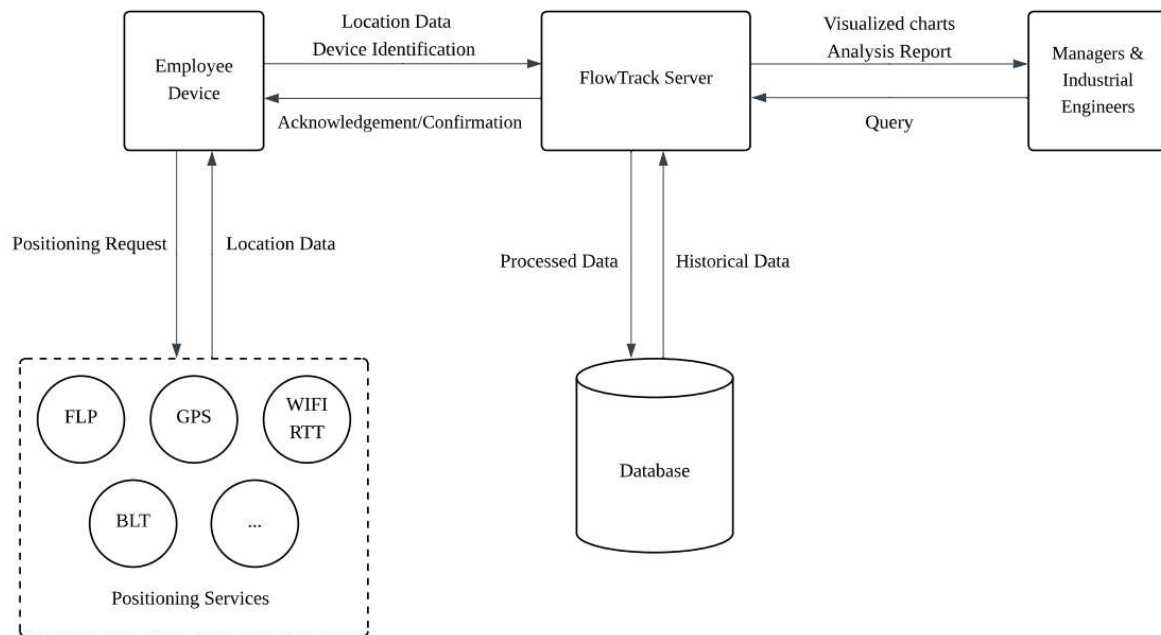 Location Data
Device Identification
Visualized charts
Analysis Report
Employee
Device
FlowTrack Server
Managers &
Industrial
Engineers
Acknowledgement/Confirmation
Query
Positioning Request
Location Data
Processed Data
Historical Data
FLP
GPS
WIFI
RTT
BLT
...
Database
Positioning Services